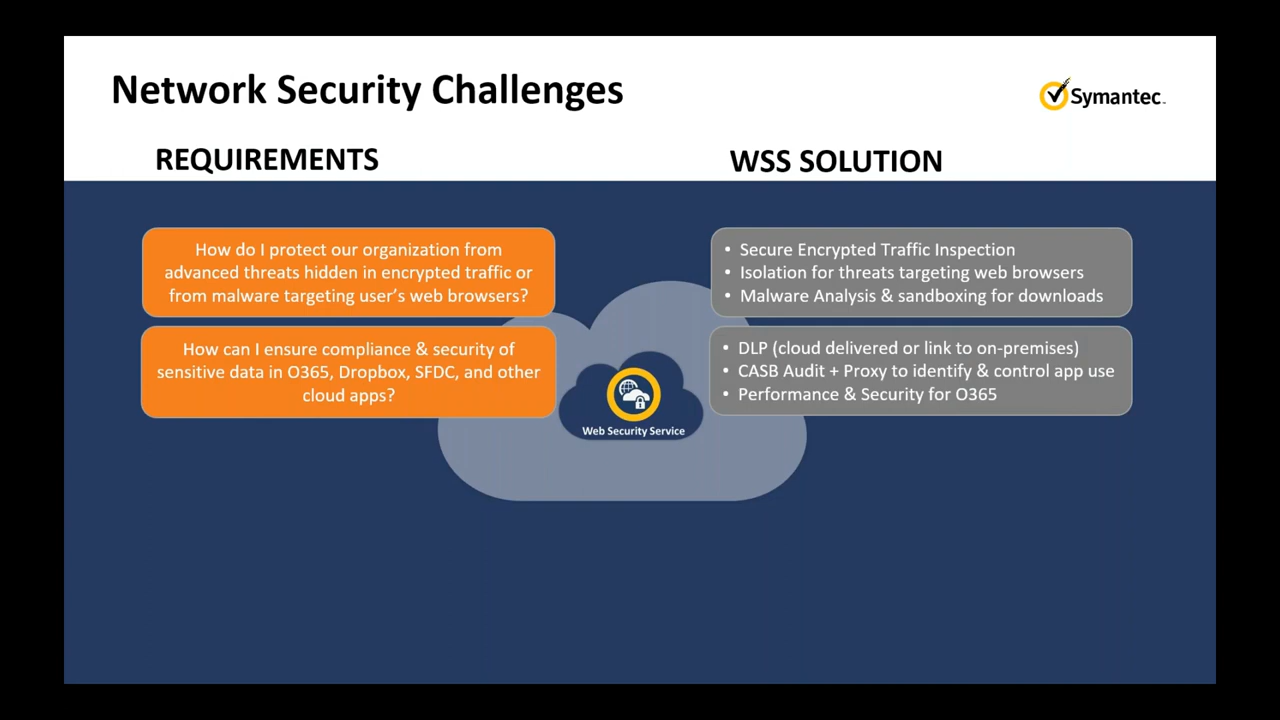 Network Security Challenges
Symantec™
REQUIREMENTS
WSS SOLUTION
How do I protect our organization from
advanced threats hidden in encrypted traffic or
from malware targeting user’s web browsers?
• Secure Encrypted Traffic Inspection
• Isolation for threats targeting web browsers
• Malware Analysis & sandboxing for downloads
How can I ensure compliance & security of
sensitive data in O365, Dropbox, SFDC, and other
cloud apps?
• DLP (cloud delivered or link to on-premises)
• CASB Audit + Proxy to identify & control app use
• Performance & Security for O365
Web Security Service